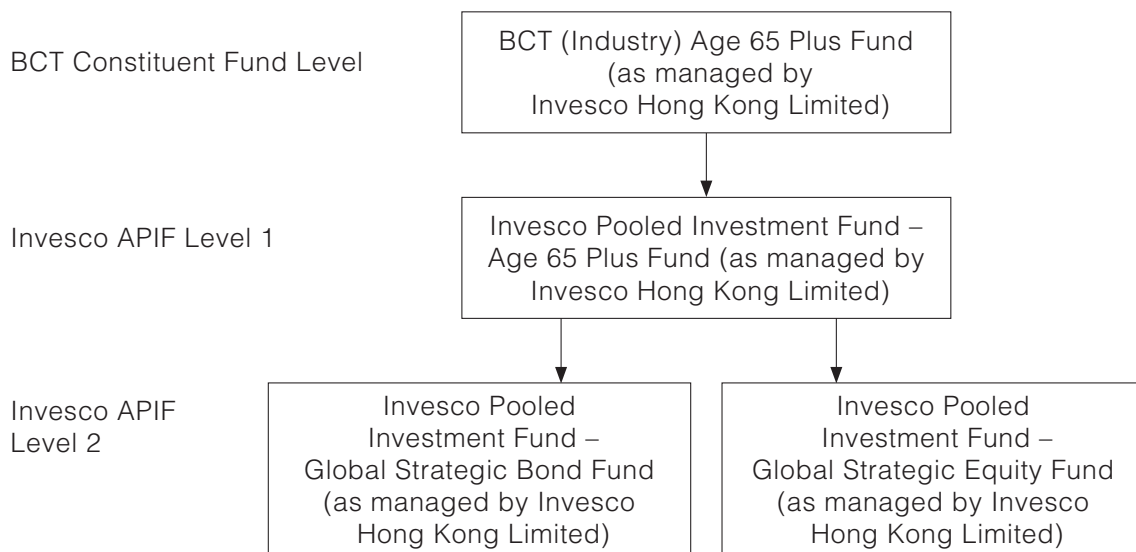 BCT Constituent Fund Level
BCT (Industry) Age 65 Plus Fund
(as managed by
Invesco Hong Kong Limited)
Invesco APIF Level 1
Invesco Pooled Investment Fund –
Age 65 Plus Fund (as managed by
Invesco Hong Kong Limited)
Invesco APIF
Level 2
Invesco Pooled
Investment Fund –
Global Strategic Bond Fund
(as managed by Invesco
Hong Kong Limited)
Invesco Pooled
Investment Fund –
Global Strategic Equity Fund
(as managed by Invesco
Hong Kong Limited)